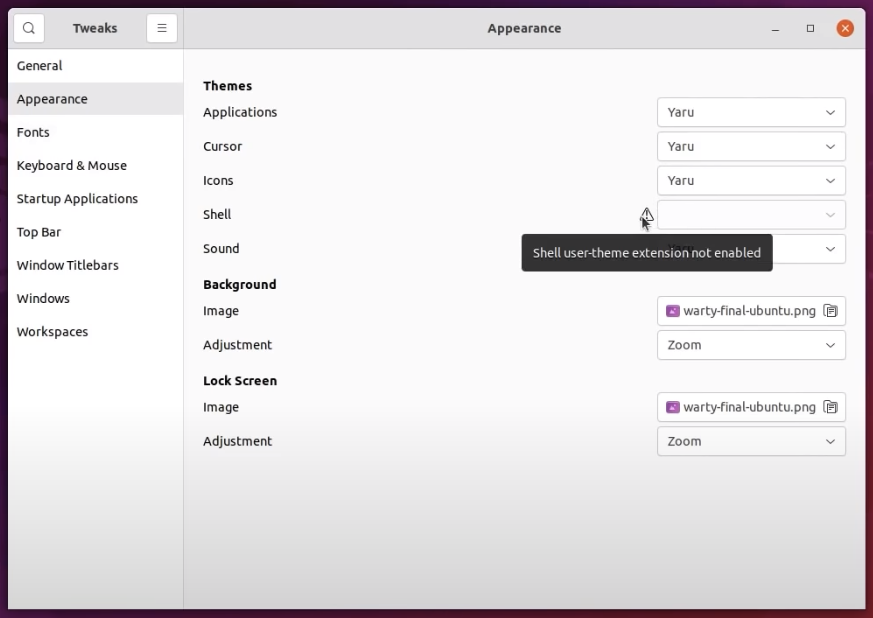 Tweaks
Appearance
General
Appearance
Fonts
Keyboard & Mouse
Startup Applications
Top Bar
Window Titlebars
Windows
Workspaces
Themes
Applications
Yaru
Cursor
Yaru
Icons
Yaru
Shell
Sound
Shell user-theme extension not enabled
Background
Image
warty-final-ubuntu.png
Adjustment
Zoom
Lock Screen
Image
warty-final-ubuntu.png
Adjustment
Zoom